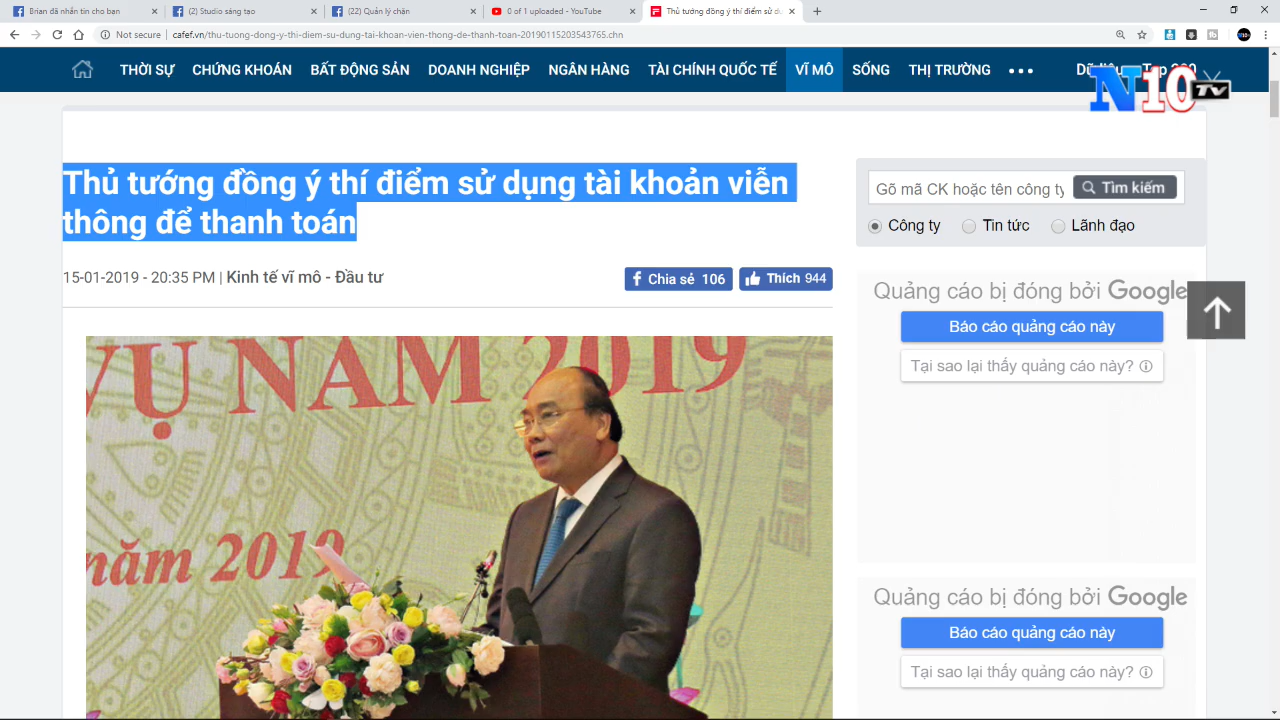 Brian đã nhắn tin cho bạn
(2) Studio sáng tạo
(22) Quản lý chăn
0 of 1 uploaded - YouTube
Thủ tướng đồng ý thí điểm sử dụ
Not secure | cafef.vn/thu-tuong-dong-y-thi-diem-su-dung-tai-khoan-vien-thong-de-thanh-toan-20190115203543765.chn
THỜI SỰ CHỨNG KHOÁN BẤT ĐỘNG SẢN DOANH NGHIỆP NGÂN HÀNG TÀI CHÍNH QUỐC TẾ VĨ MÔ SỐNG THỊ TRƯỜNG
N10 TV
Thủ tướng đồng ý thí điểm sử dụng tài khoản viễn
thông để thanh toán
Gõ mã CK hoặc tên công ty
Tìm kiếm
Công ty Tin tức Lãnh đạo
15-01-2019 - 20:35 PM | Kinh tế vĩ mô - Đầu tư
Chia sẻ 106
Thích 944
Quảng cáo bị đóng bởi Google
Báo cáo quảng cáo này
Tại sao lại thấy quảng cáo này?
VỤ NĂM 2019
năm 2019
Quảng cáo bị đóng bởi Google
Báo cáo quảng cáo này
Tại sao lại thấy quảng cáo này?